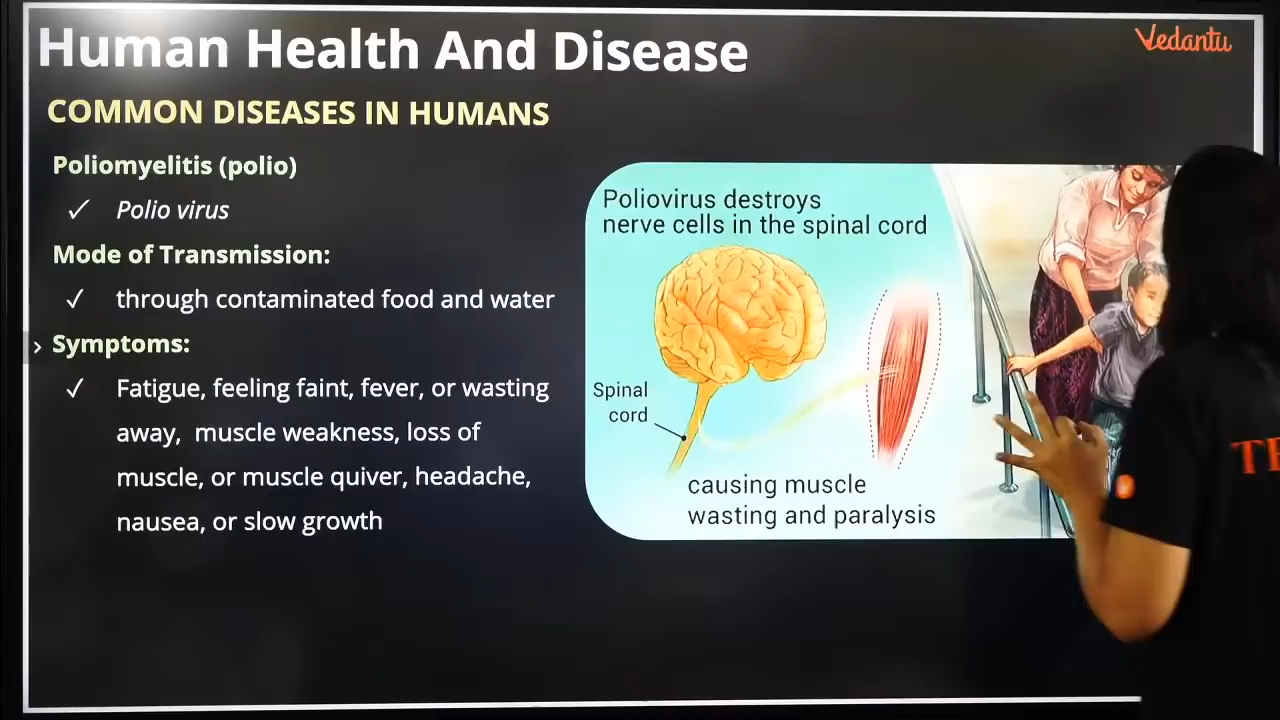 Human Health And Disease
Vedantu
COMMON DISEASES IN HUMANS
Poliomyelitis (polio)
✓ Polio virus
Mode of Transmission:
✓ through contaminated food and water
› Symptoms:
✓ Fatigue, feeling faint, fever, or wasting
away, muscle weakness, loss of
muscle, or muscle quiver, headache,
nausea, or slow growth
Poliovirus destroys
nerve cells in the spinal cord
Spinal
cord
causing muscle
wasting and paralysis